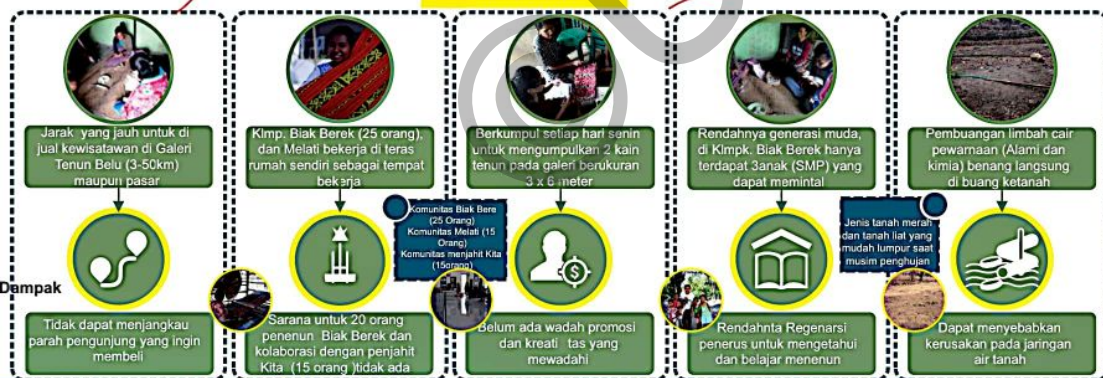 Jarak yang jauh untuk di
jual kewisatawan di Galeri
Tenun Belu (3-50km)
maupun pasar
Klmp. Biak Berek (25 orang),
dan Melati bekerja di teras
rumah sendiri sebagai tempat
bekerja
Berkumpul setiap hari senin
untuk mengumpulkan 2 kain
tenun pada galeri berukuran
3 x 6 meter
Rendahnya generasi muda,
di Klmpk. Biak Berek hanya
terdapat 3anak (SMP) yang
dapat memintal
Pembuangan limbah cair
pewarnaan (Alami dan
kimia) benang langsung
di buang ketanah
Komunitas Biak Bere
(25 Orang)
Komunitas Melati (15
Orang)
Komunitas menjahit Kita
(15orang)
Jenis tanah merah
dan tanah liat yang
mudah lumpur saat
musim penghujan
Dampak
Tidak dapat menjangkau
parah pengunjung yang ingin
membeli
Sarana untuk 20 orang
penenun Biak Berek dan
kolaborasi dengan penjahit
Kita (15 orang )tidak ada
Belum ada wadah promosi
dan kreati tas yang
mewadahi
Rendahnta Regenarsi
penerus untuk mengetahui
dan belajar menenun
Dapat menyebabkan
kerusakan pada jaringan
air tanah